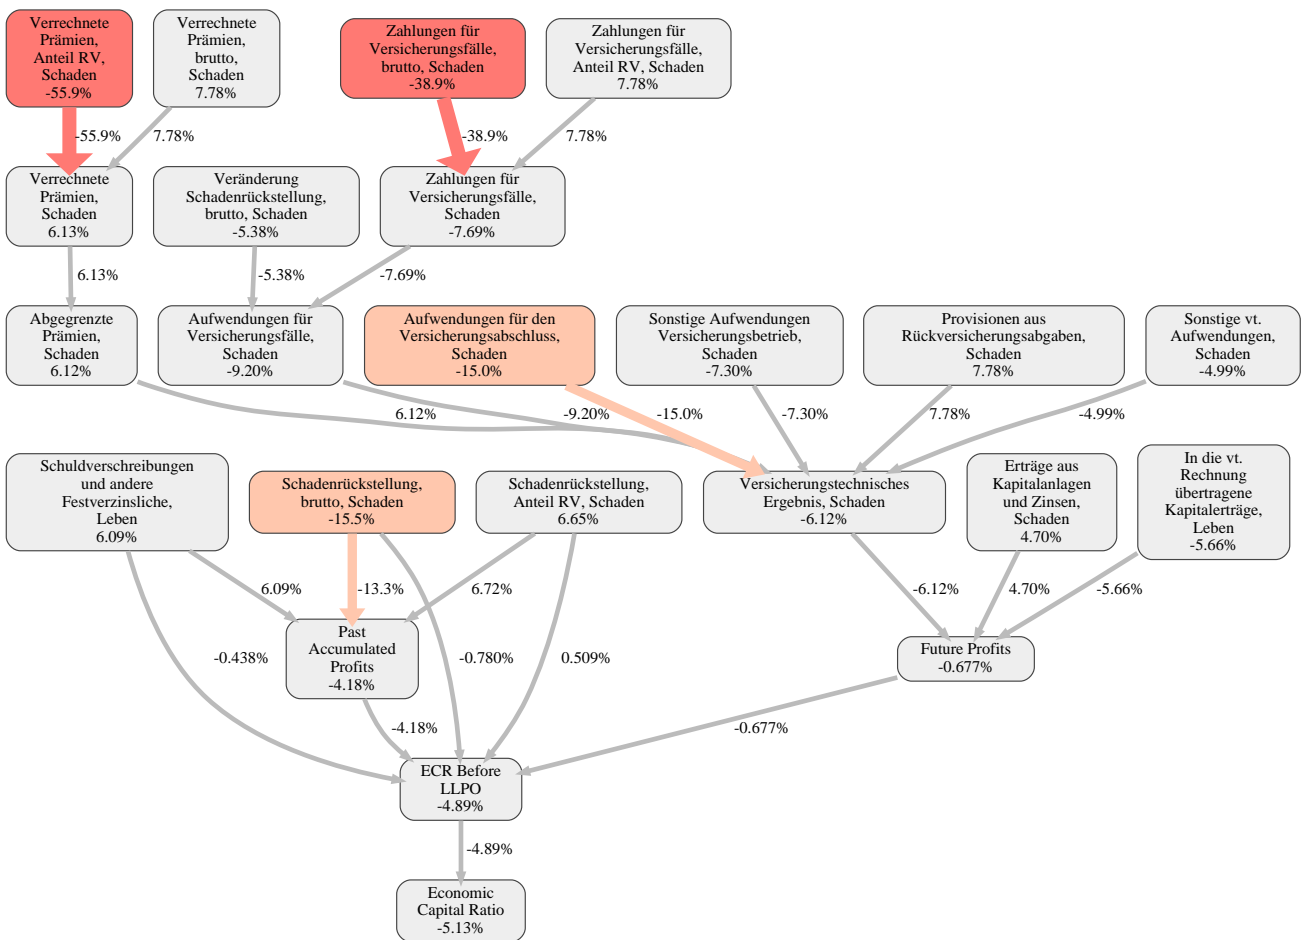 Verrechnete
Prämien,
Anteil RV,
Schaden
-55.9%
Verrechnete
Prämien,
brutto,
Schaden
7.78%
Zahlungen für
Versicherungsfälle,
brutto, Schaden
-38.9%
Zahlungen für
Versicherungsfälle,
Anteil RV, Schaden
7.78%
-55.9%
7.78%
-38.9%
7.78%
Verrechnete
Prämien,
Schaden
6.13%
Veränderung
Schadenrückstellung,
brutto, Schaden
-5.38%
Zahlungen für
Versicherungsfälle,
Schaden
-7.69%
6.13%
-5.38%
-7.69%
Abgegrenzte
Prämien,
Schaden
6.12%
Aufwendungen für
Versicherungsfälle,
Schaden
-9.20%
Aufwendungen für den
Versicherungsabschluss,
Schaden
-15.0%
Sonstige Aufwendungen
Versicherungsbetrieb,
Schaden
-7.30%
Provisionen aus
Rückversicherungsabgaben,
Schaden
7.78%
Sonstige vt.
Aufwendungen,
Schaden
-4.99%
6.12%
-9.20%
-15.0%
-7.30%
7.78%
-4.99%
Schuldverschreibungen
und andere
Festverzinsliche,
Leben
6.09%
Schadenrückstellung,
brutto, Schaden
-15.5%
Schadenrückstellung,
Anteil RV, Schaden
6.65%
Versicherungstechnisches
Ergebnis, Schaden
-6.12%
Erträge aus
Kapitalanlagen
und Zinsen,
Schaden
4.70%
In die vt.
Rechnung
übertragene
Kapitalerträge,
Leben
-5.66%
6.09%
-13.3%
6.72%
-6.12%
4.70%
-5.66%
Past
Accumulated
Profits
-4.18%
Future Profits
-0.677%
-0.438%
-0.780%
0.509%
-4.18%
-0.677%
ECR Before
LLPO
-4.89%
-4.89%
Economic
Capital Ratio
-5.13%